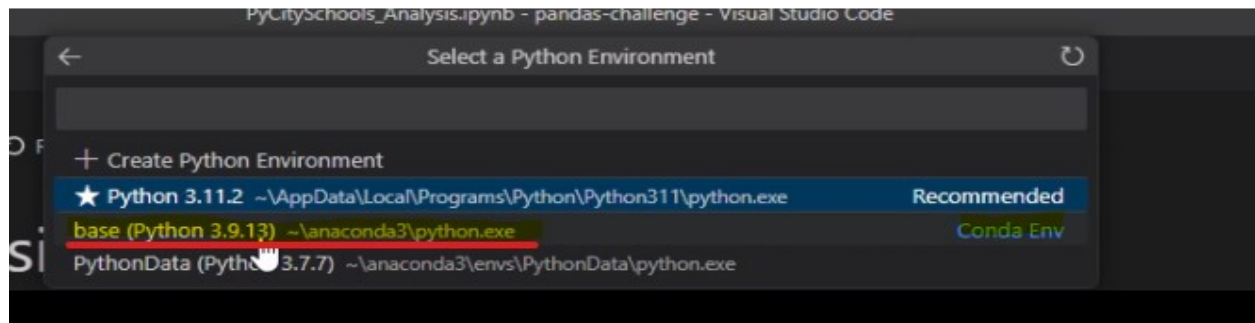 PyCitySchools_Analysis.ipynb - pandas-challenge - Visual Studio Code
Select a Python Environment
+ Create Python Environment
★ Python 3.11.2 ~\AppData\Local\Programs\Python\Python311\python.exe Recommended
base (Python 3.9.13) ~\anaconda3\python.exe Conda Env
PythonData 3.7.7) ~\anaconda3\envs\PythonData\python.exe